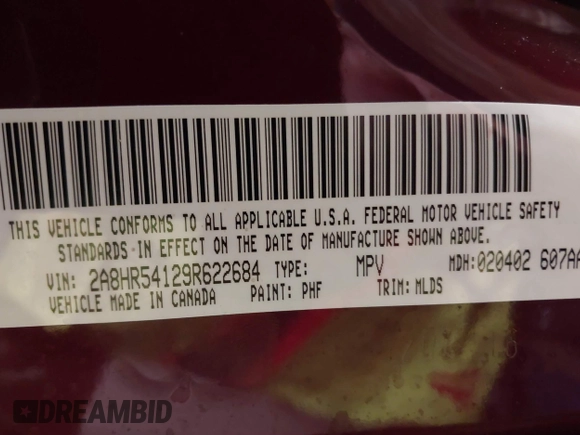 THIS VEHICLE CONFORMS TO ALL APPLICABLE U.S.A. FEDERAL MOTOR VEHICLE SAFETY
STANDARDS IN EFFECT ON THE DATE OF MANUFACTURE SHOWN ABOVE.
VIN: 2A8HR54129R622684 TYPE: MPV MDH:020402 607AA
VEHICLE MADE IN CANADA PAINT: PHF TRIM: MLDS
DREAMBID